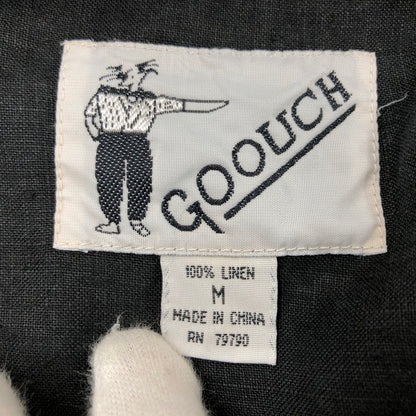 GOOUCH
100% LINEN
M
MADE IN CHINA
RN 79790